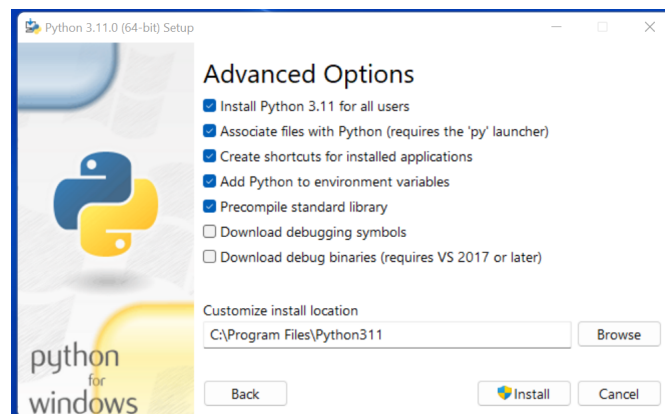 Python 3.11.0 (64-bit) Setup
Advanced Options
Install Python 3.11 for all users
Associate files with Python (requires the 'py' launcher)
Create shortcuts for installed applications
Add Python to environment variables
Precompile standard library
Download debugging symbols
Download debug binaries (requires VS 2017 or later)
Customize install location
C:\Program Files\Python311
Browse
python
for
windows
Back
Install
Cancel